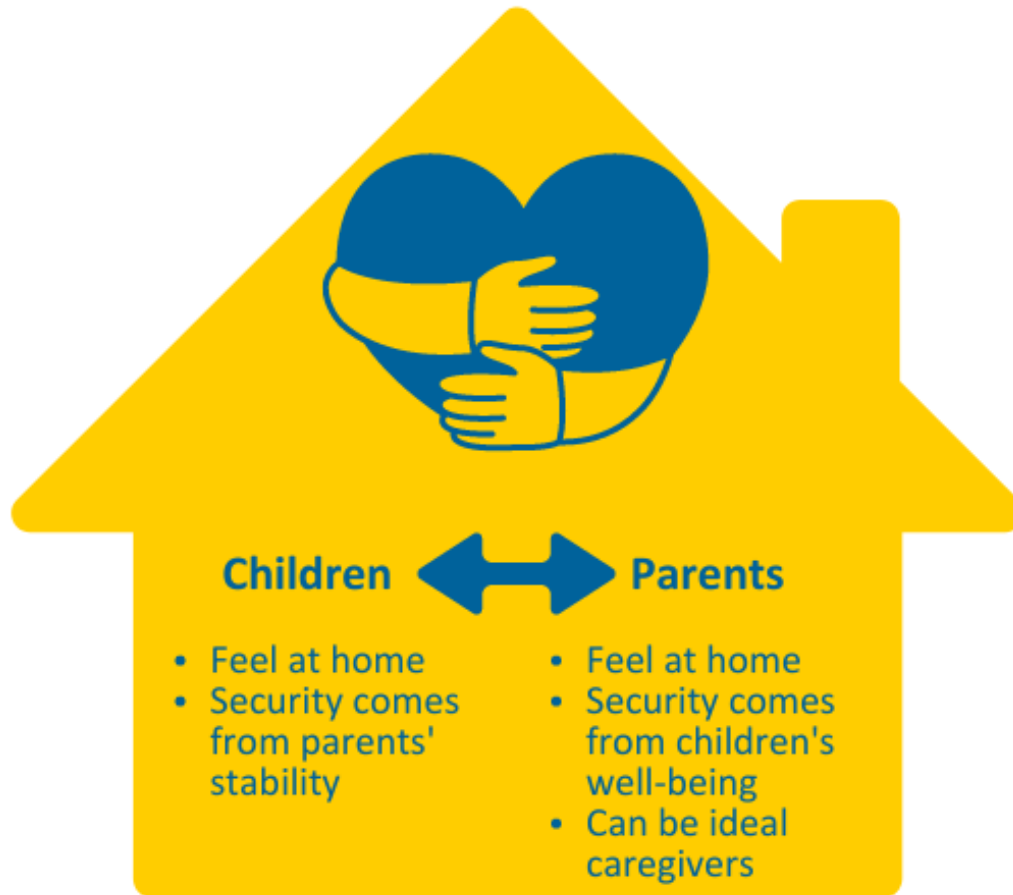 Children
Parents
• Feel at home
• Security comes
from parents'
stability
• Feel at home
• Security comes
from children's
well-being
• Can be ideal
caregivers